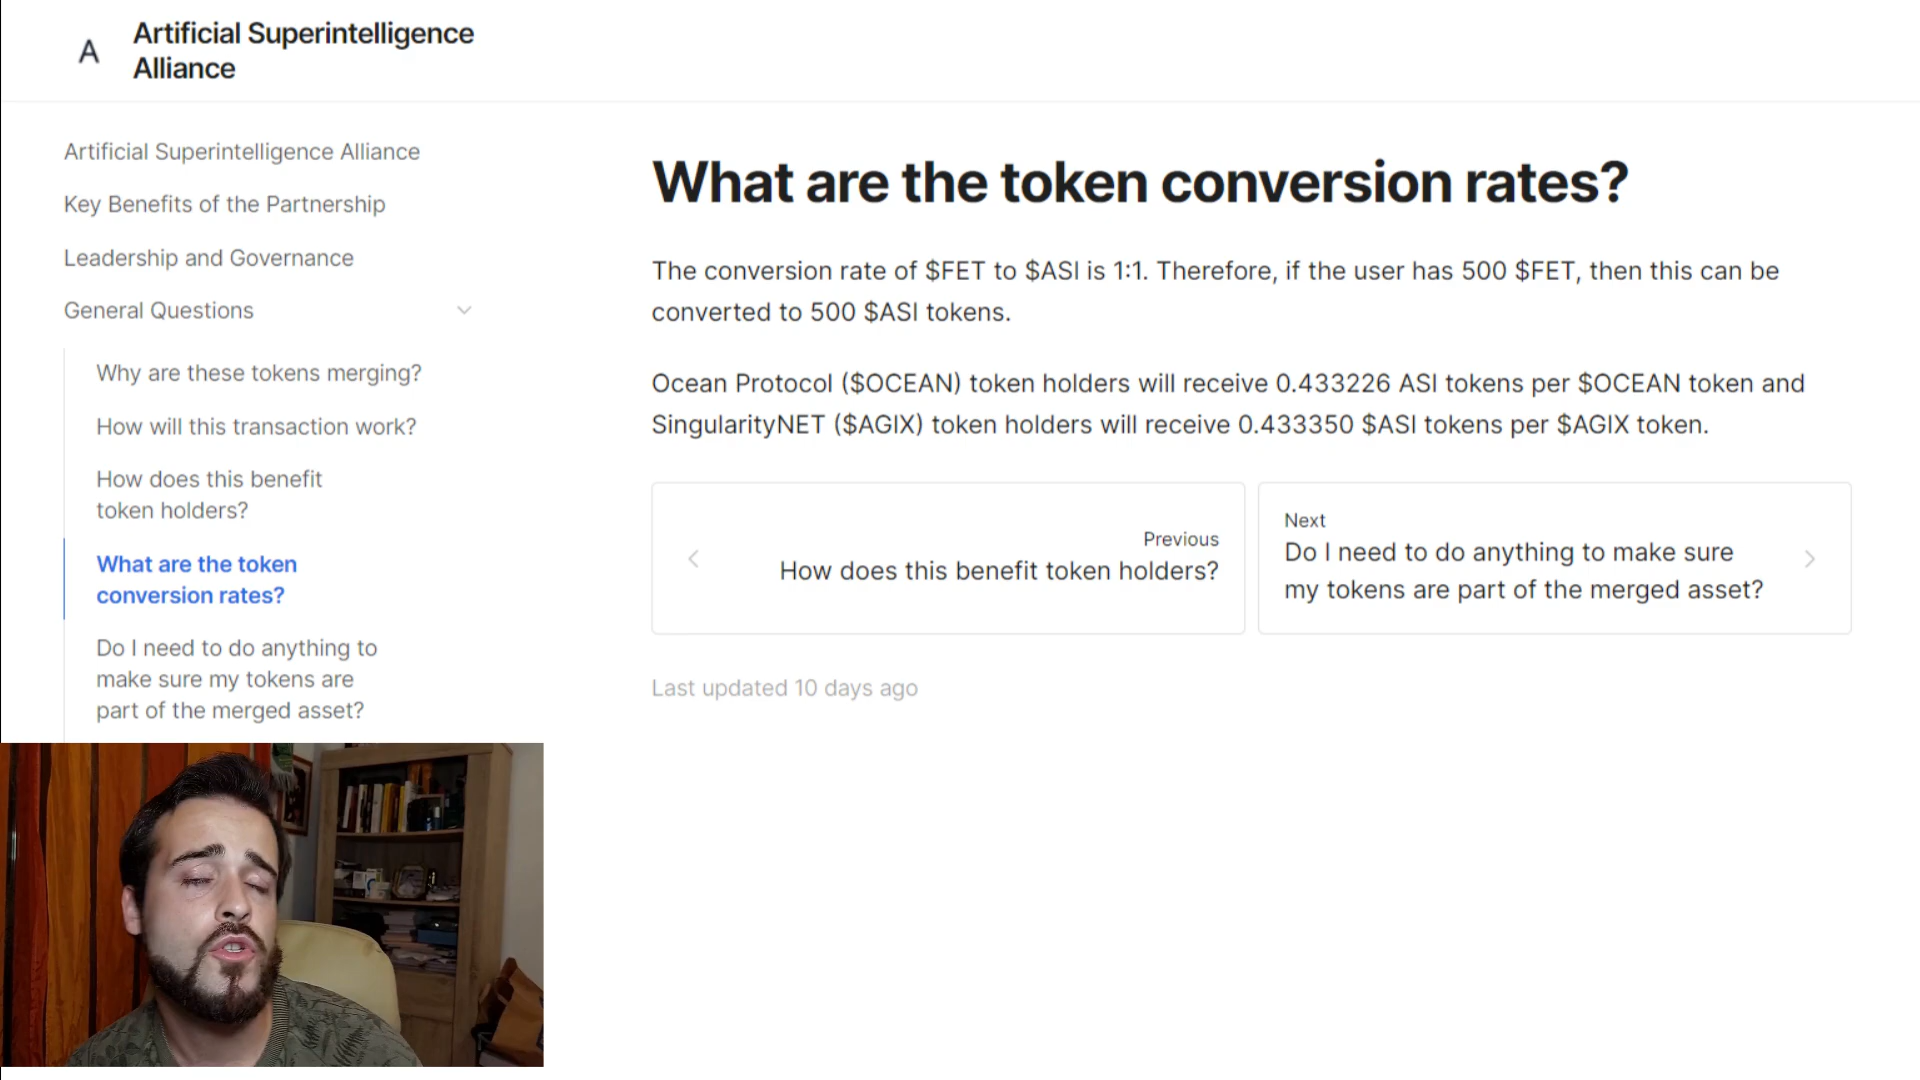 A
Artificial Superintelligence
Alliance
Artificial Superintelligence Alliance
Key Benefits of the Partnership
Leadership and Governance
General Questions
Why are these tokens merging?
How will this transaction work?
How does this benefit
token holders?
What are the token
conversion rates?
Do I need to do anything to
make sure my tokens are
part of the merged asset?
What are the token conversion rates?
The conversion rate of $FET to $ASI is 1:1. Therefore, if the user has 500 $FET, then this can be
converted to 500 $ASI tokens.
Ocean Protocol ($OCEAN) token holders will receive 0.433226 ASI tokens per $OCEAN token and
SingularityNET ($AGIX) token holders will receive 0.433350 $ASI tokens per $AGIX token.
Previous
How does this benefit token holders?
Next
Do I need to do anything to make sure
my tokens are part of the merged asset?
Last updated 10 days ago